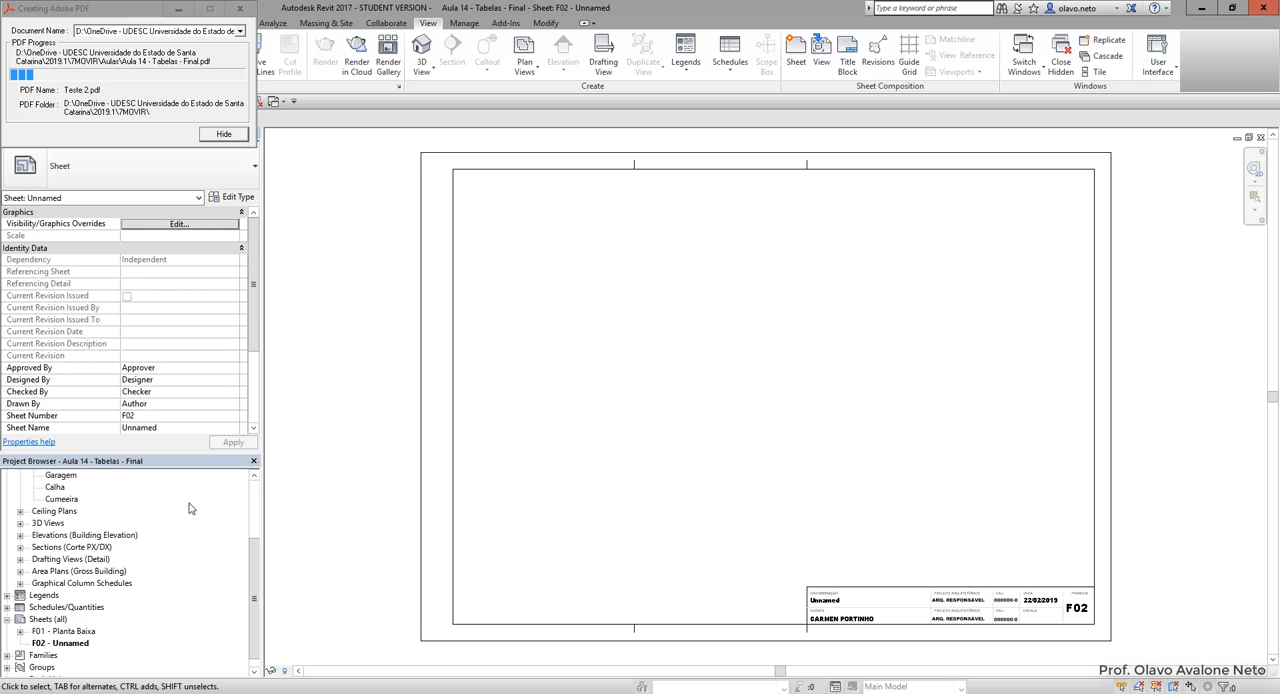 Creating Adobe PDF
Autodesk Revit 2017 - STUDENT VERSION - Aula 14 - Tabelas - Final - Sheet: F02 - Unnamed
Type a keyword or phrase
olavo.neto
Document Name : D:\OneDrive - UDESC Universidade do Estado de
PDF Progress
D:\OneDrive - UDESC Universidade do Estado de Santa
Catarina\2019.1\7MOVIR\Aulas\Aula 14 - Tabelas - Final.pdf
PDF Name : Teste 2.pdf
PDF Folder : D:\OneDrive - UDESC Universidade do Estado de Santa
Catarina\2019.1\7MOVIR\
Hide
Analyze Massing & Site Collaborate View Manage Add-Ins Modify
Lines
Cut
Profile
Render
Render
in Cloud
Render
Gallery
3D
View
Section
Callout
Plan
Views
Elevation
Drafting
View
Duplicate
View
Legends
Schedules
Scope
Box
Sheet
View
Title
Block
Revisions
Guide
Grid
Matchline
View Reference
Viewports
Switch
Windows
Close
Hidden
Replicate
Cascade
Tile
User
Interface
Create
Sheet Composition
Windows
Sheet
Sheet: Unnamed
Edit Type
Graphics
Visibility/Graphics Overrides Edit...
Scale
Identity Data
Dependency Independent
Referencing Sheet
Referencing Detail
Current Revision Issued
Current Revision Issued By
Current Revision Issued To
Current Revision Date
Current Revision Description
Current Revision
Approved By Approver
Designed By Designer
Checked By Checker
Drawn By Author
Sheet Number F02
Sheet Name Unnamed
Properties help
Apply
Project Browser - Aula 14 - Tabelas - Final
Garagem
Calha
Cumeeira
Ceiling Plans
3D Views
Elevations (Building Elevation)
Sections (Corte PX/DX)
Drafting Views (Detail)
Area Plans (Gross Building)
Graphical Column Schedules
Legends
Schedules/Quantities
Sheets (all)
F01 - Planta Baixa
F02 - Unnamed
Families
Groups
Unnamed
ARQ. RESPONSÁVEL
000000-0
22/02/2019
F02
CARMEN PORTINHO
ARQ. RESPONSÁVEL
000000-0
Click to select, TAB for alternates, CTRL adds, SHIFT unselects.
:0
Main Model
:0
Prof. Olavo Avalone Neto